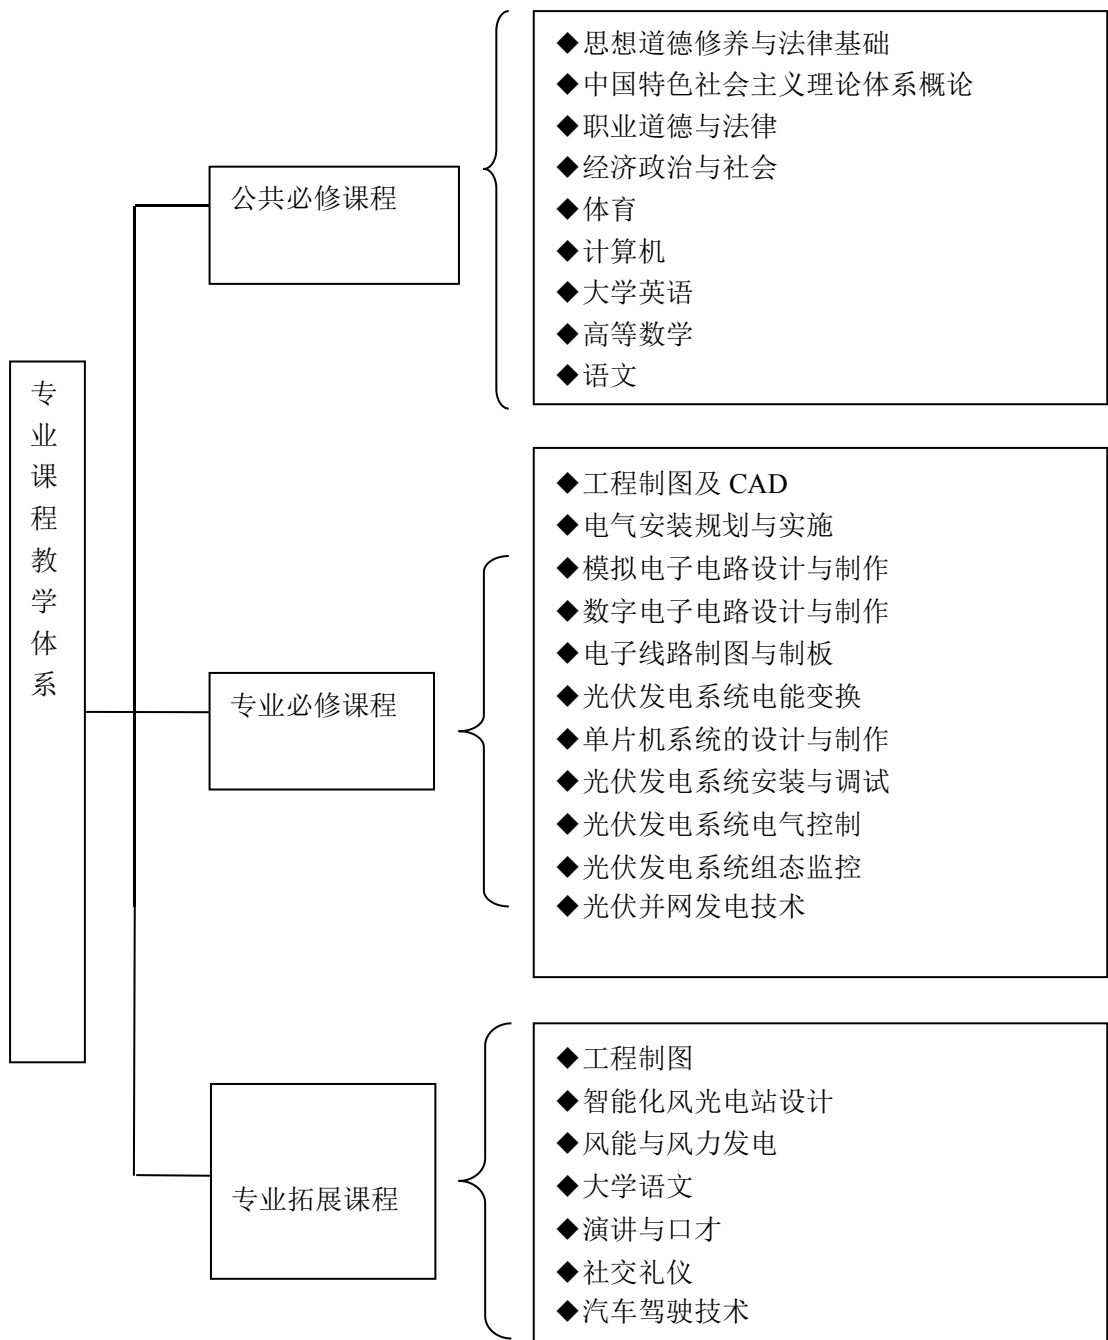 专业课程教学体系
公共必修课程
◆思想道德修养与法律基础
◆中国特色社会主义理论体系概论
◆职业道德与法律
◆经济政治与社会
◆体育
◆计算机
◆大学英语
◆高等数学
◆语文
专业必修课程
◆工程制图及 CAD
◆电气安装规划与实施
◆模拟电子电路设计与制作
◆数字电子电路设计与制作
◆电子线路制图与制板
◆光伏发电系统电能变换
◆单片机系统的设计与制作
◆光伏发电系统安装与调试
◆光伏发电系统电气控制
◆光伏发电系统组态监控
◆光伏并网发电技术
专业拓展课程
◆工程制图
◆智能化风光电站设计
◆风能与风力发电
◆大学语文
◆演讲与口才
◆社交礼仪
◆汽车驾驶技术